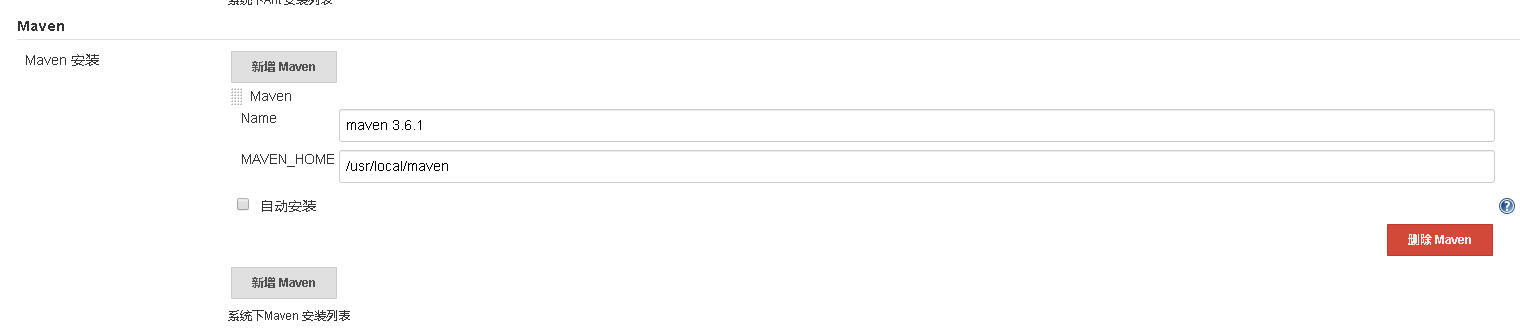 系统下Ant 安装列表
Maven
Maven 安装
新增 Maven
Maven
Name
maven 3.6.1
MAVEN_HOME
/usr/local/maven
自动安装
?
删除 Maven
新增 Maven
系统下Maven 安装列表